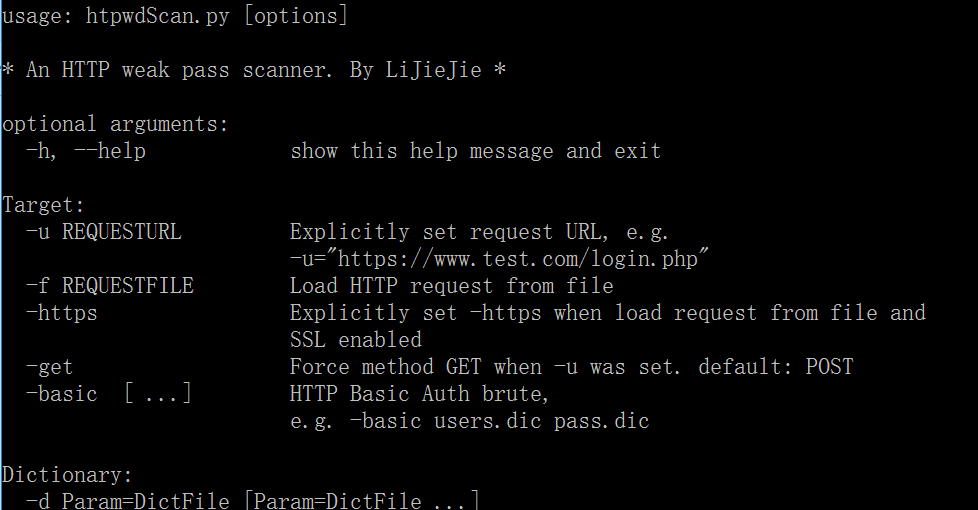 usage: htpwdScan.py [options]
* An HTTP weak pass scanner. By LiJieJie *
optional arguments:
-h, --help show this help message and exit
Target:
-u REQUESTURL Explicitly set request URL, e.g.
-u="https://www.test.com/login.php"
-f REQUESTFILE Load HTTP request from file
-https Explicitly set -https when load request from file and
SSL enabled
-get Force method GET when -u was set. default: POST
-basic [ ...] HTTP Basic Auth brute,
e.g. -basic users.dic pass.dic
Dictionary:
-d Param=DictFile [Param=DictFile ...]